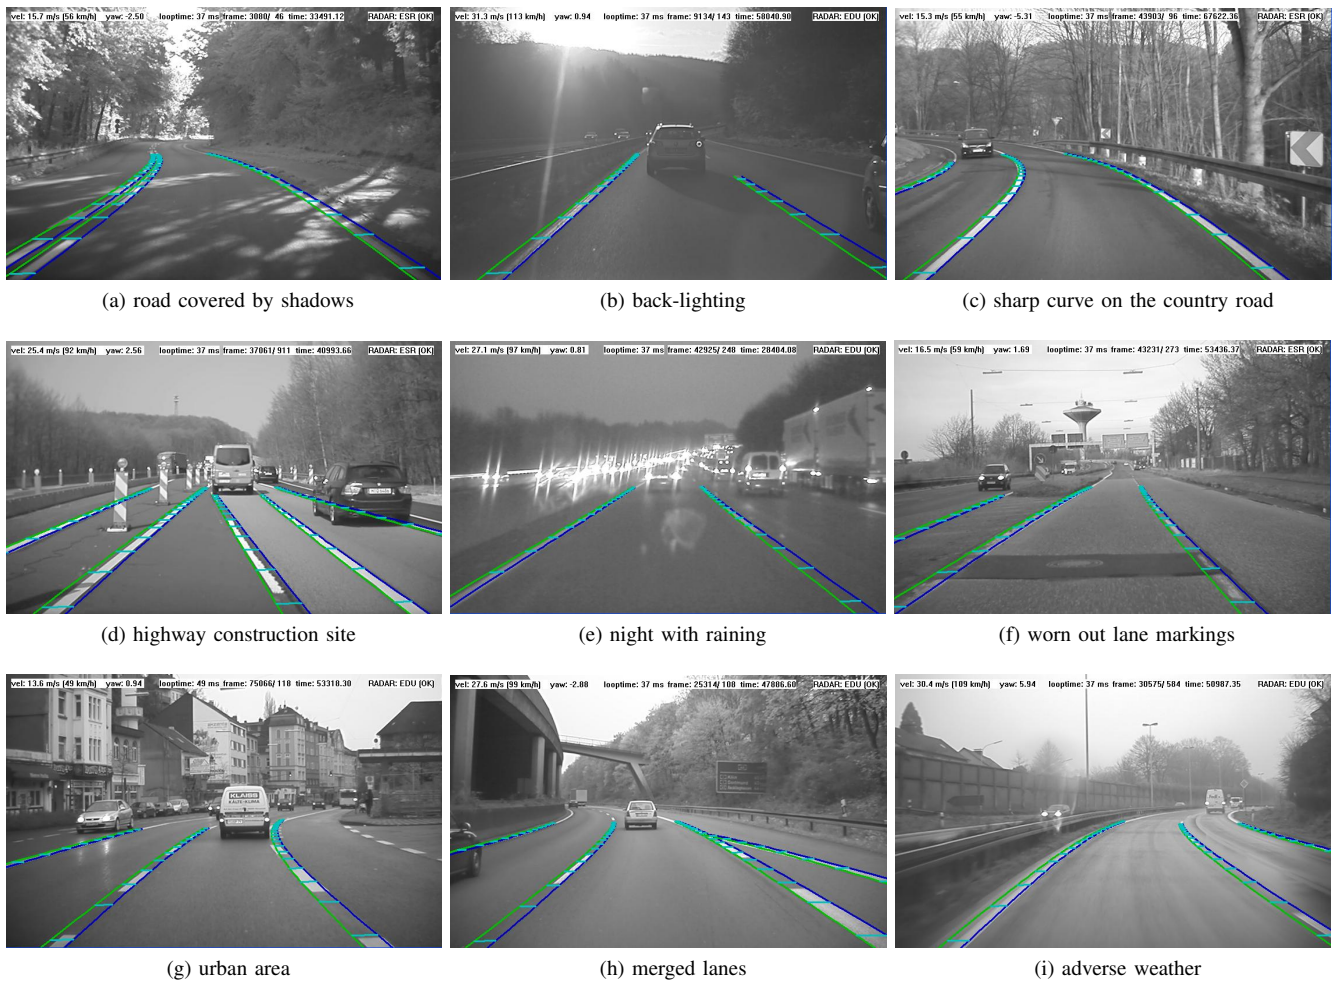 vel: 15.7 m/s (56 km/h) yaw: -2.50 looptime: 37 ms frame: 3080/ 46 time: 33491.12 RADAR: ESR (OK)
vel: 31.3 m/s (113 km/h) yaw: 0.94 looptime: 37 ms frame: 9134/ 143 time: 58040.90 RADAR: EDU (OK)
vel: 15.3 m/s (55 km/h) yaw: -5.31 looptime: 37 ms frame: 43903/ 96 time: 67622.36 RADAR: ESR (OK)
(a) road covered by shadows
(b) back-lighting
(c) sharp curve on the country road
vel: 25.4 m/s (92 km/h) yaw: 2.56 looptime: 37 ms frame: 37061/ 911 time: 40993.66 RADAR: ESR (OK)
vel: 27.1 m/s (97 km/h) yaw: 0.81 looptime: 37 ms frame: 42925/ 248 time: 28404.08 RADAR: EDU (OK)
vel: 16.5 m/s (59 km/h) yaw: 1.69 looptime: 37 ms frame: 43231/ 273 time: 53436.37 RADAR: ESR (OK)
(d) highway construction site
(e) night with raining
(f) worn out lane markings
vel: 13.6 m/s (49 km/h) yaw: 0.94 looptime: 49 ms frame: 75066/ 118 time: 53318.30 RADAR: EDU (OK)
KLAISS
KÄLTE-KLIMA
vel: 27.6 m/s (99 km/h) yaw: -2.88 looptime: 37 ms frame: 25314/ 108 time: 47886.60 RADAR: EDU (OK)
vel: 30.4 m/s (109 km/h) yaw: 5.94 looptime: 37 ms frame: 30575/ 584 time: 50987.35 RADAR: EDU (OK)
(g) urban area
(h) merged lanes
(i) adverse weather